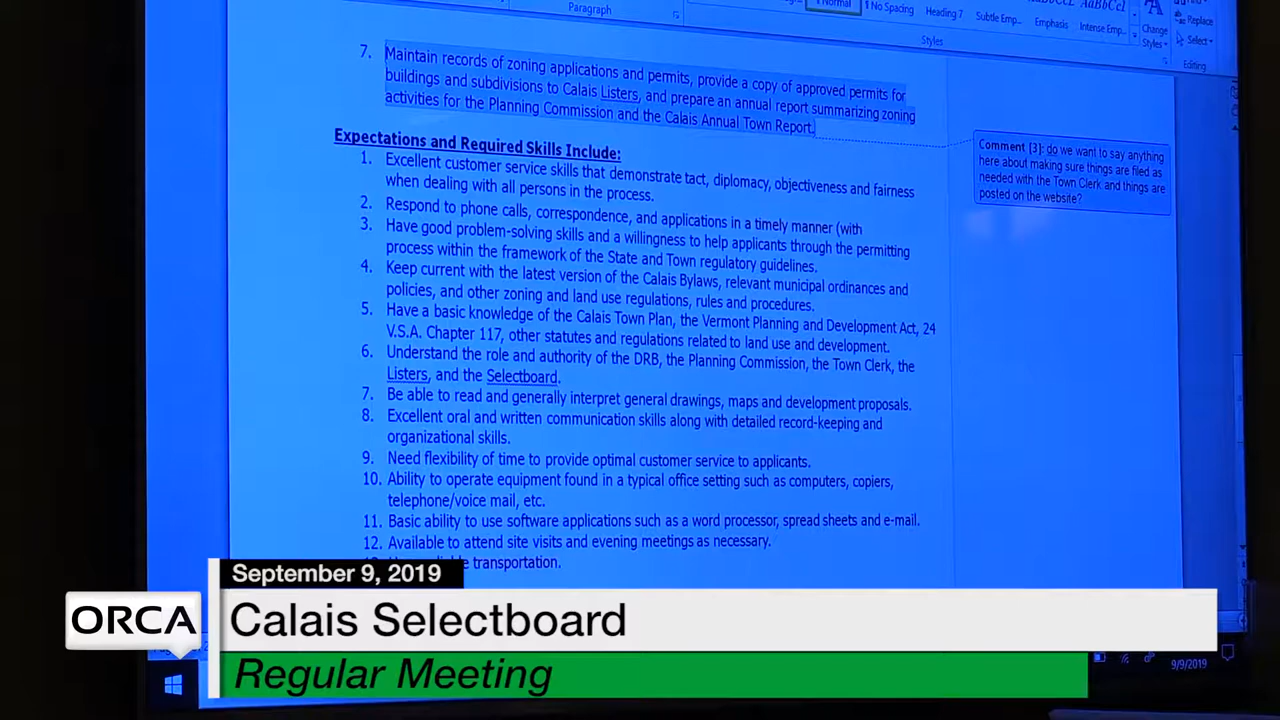 AaBbCcI
¶ Normal
¶ No Spacing
Heading 7
Subtle Emp...
Emphasis
Intense Emp...
Change
Styles
Replace
Select
Paragraph
Styles
Editing
7. Maintain records of zoning applications and permits, provide a copy of approved permits for
buildings and subdivisions to Calais Listers, and prepare an annual report summarizing zoning
activities for the Planning Commission and the Calais Annual Town Report.
Expectations and Required Skills Include:
1. Excellent customer service skills that demonstrate tact, diplomacy, objectiveness and fairness
when dealing with all persons in the process.
2. Respond to phone calls, correspondence, and applications in a timely manner (with
3. Have good problem-solving skills and a willingness to help applicants through the permitting
process within the framework of the State and Town regulatory guidelines.
4. Keep current with the latest version of the Calais Bylaws, relevant municipal ordinances and
policies, and other zoning and land use regulations, rules and procedures.
5. Have a basic knowledge of the Calais Town Plan, the Vermont Planning and Development Act, 24
V.S.A. Chapter 117, other statutes and regulations related to land use and development.
6. Understand the role and authority of the DRB, the Planning Commission, the Town Clerk, the
Listers, and the Selectboard.
7. Be able to read and generally interpret general drawings, maps and development proposals.
8. Excellent oral and written communication skills along with detailed record-keeping and
organizational skills.
9. Need flexibility of time to provide optimal customer service to applicants.
10. Ability to operate equipment found in a typical office setting such as computers, copiers,
telephone/voice mail, etc.
11. Basic ability to use software applications such as a word processor, spread sheets and e-mail.
12. Available to attend site visits and evening meetings as necessary.
transportation.
Comment [3]: do we want to say anything
here about making sure things are filed as
needed with the Town Clerk and things are
posted on the website?
September 9, 2019
ORCA
Calais Selectboard
Regular Meeting
9/9/2019